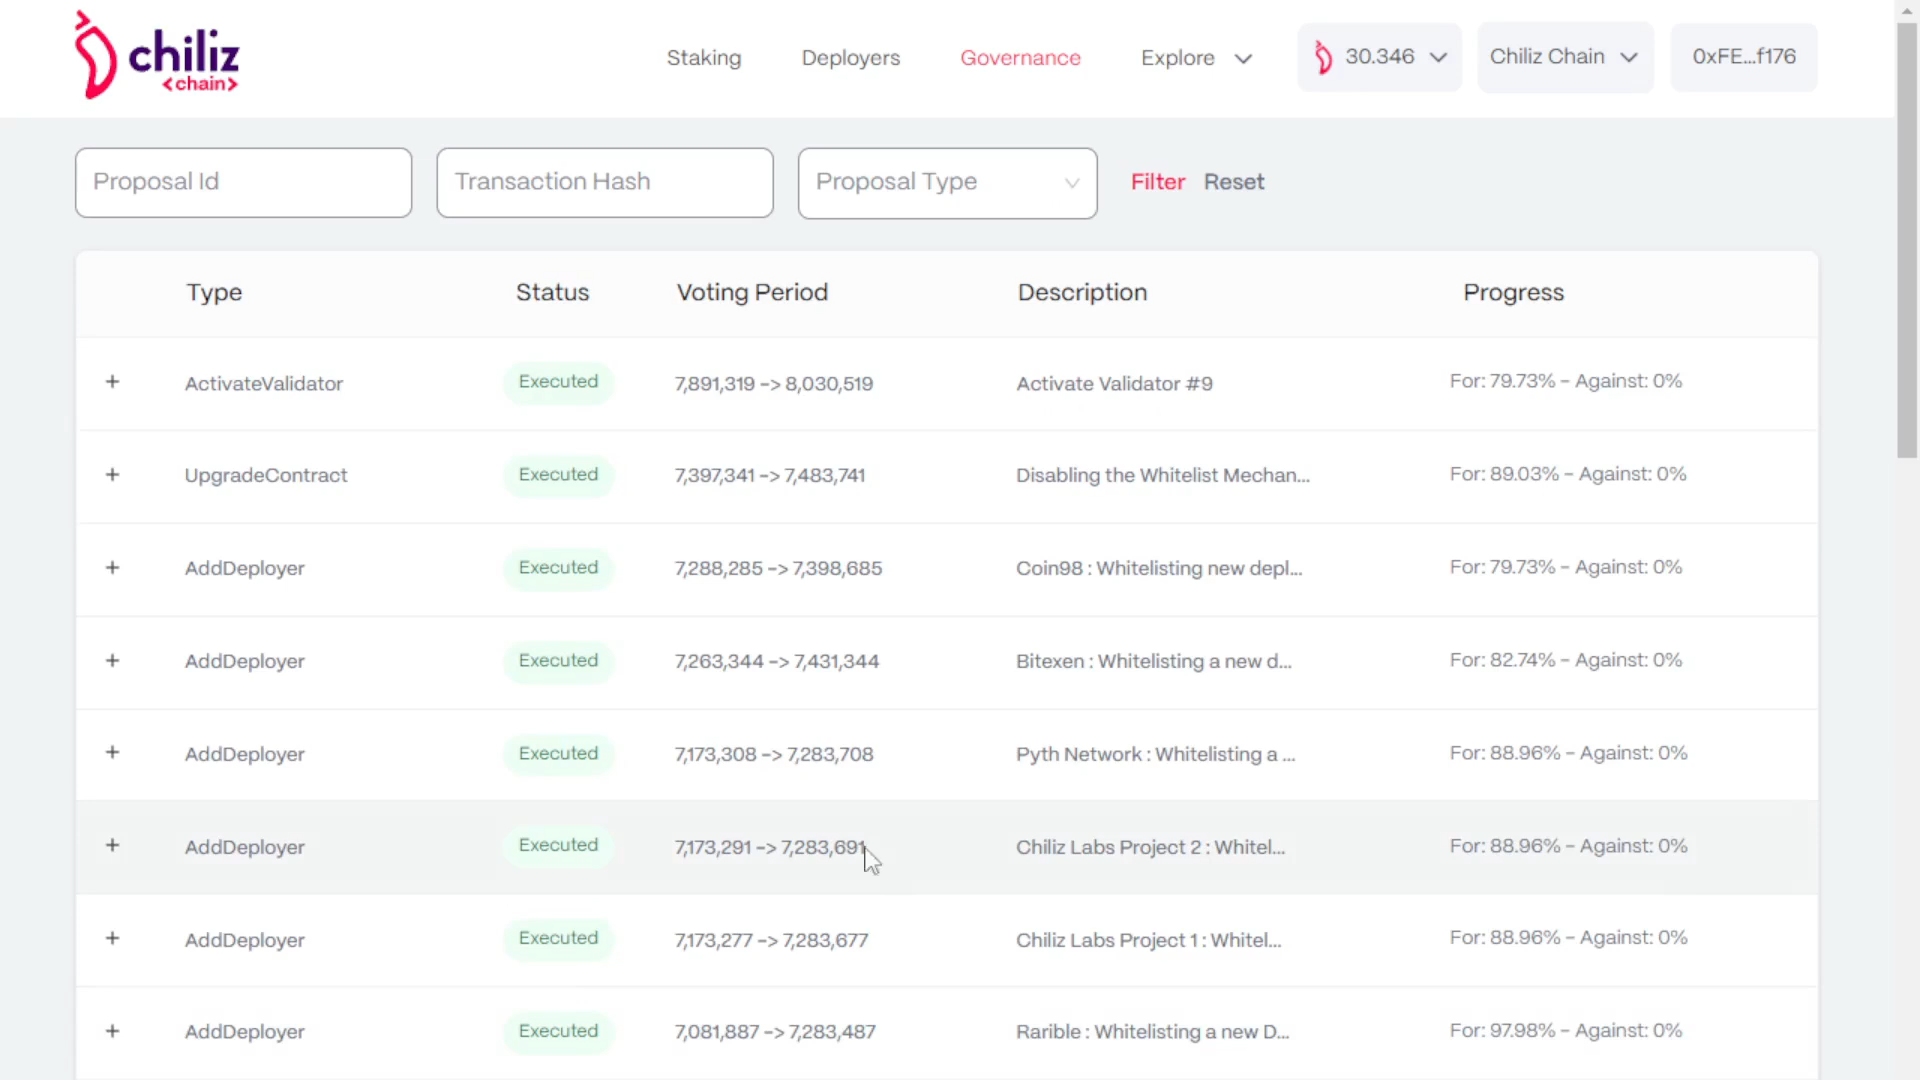 chiliz
<chain>
Staking Deployers Governance Explore 30.346 Chiliz Chain 0xFE...f176
Proposal Id Transaction Hash Proposal Type Filter Reset
Type Status Voting Period Description Progress
+ ActivateValidator Executed 7,891,319 -> 8,030,519 Activate Validator #9 For: 79.73% - Against: 0%
+ UpgradeContract Executed 7,397,341 -> 7,483,741 Disabling the Whitelist Mechan... For: 89.03% - Against: 0%
+ AddDeployer Executed 7,288,285 -> 7,398,685 Coin98 : Whitelisting new depl... For: 79.73% - Against: 0%
+ AddDeployer Executed 7,263,344 -> 7,431,344 Bitexen : Whitelisting a new d... For: 82.74% - Against: 0%
+ AddDeployer Executed 7,173,308 -> 7,283,708 Pyth Network : Whitelisting a ... For: 88.96% - Against: 0%
+ AddDeployer Executed 7,173,291 -> 7,283,691 Chiliz Labs Project 2 : Whitel... For: 88.96% - Against: 0%
+ AddDeployer Executed 7,173,277 -> 7,283,677 Chiliz Labs Project 1 : Whitel... For: 88.96% - Against: 0%
+ AddDeployer Executed 7,081,887 -> 7,283,487 Rarible : Whitelisting a new D... For: 97.98% - Against: 0%